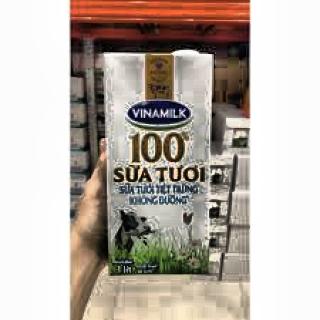 VINAMILK
100%
SỮA TƯƠI
SỮA TƯƠI TIỆT TRÙNG
KHÔNG ĐƯỜNG
1 Lít